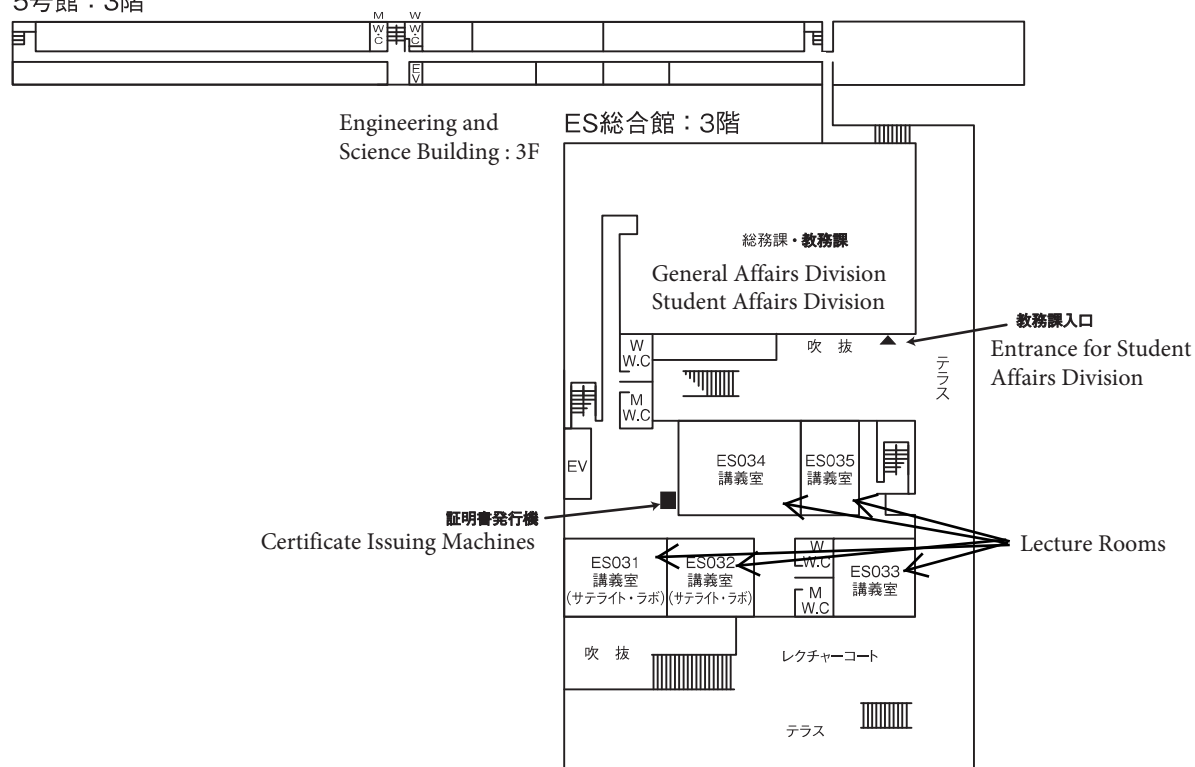 5号館：3階
M
W.C
W
W.C
EV
Engineering and
Science Building : 3F
ES総合館：3階
総務課・教務課
General Affairs Division
Student Affairs Division
教務課入口
Entrance for Student
Affairs Division
W
W.C
吹 抜
テラス
M
W.C
EV
ES034
講義室
ES035
講義室
証明書発行機
Certificate Issuing Machines
Lecture Rooms
ES031
講義室
(サテライト・ラボ)
ES032
講義室
(サテライト・ラボ)
W
W.C
M
W.C
ES033
講義室
吹 抜
レクチャーコート
テラス